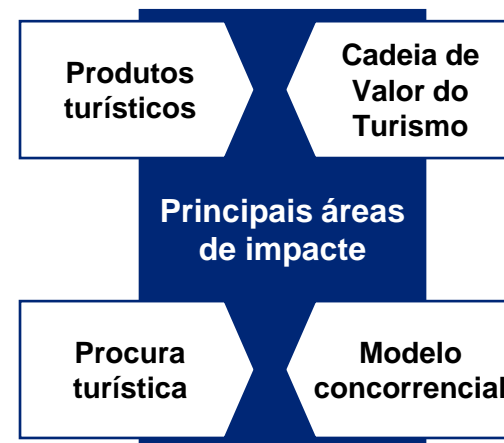 Produtos
turísticos
Cadeia de
Valor do
Turismo
Principais áreas
de impacte
Procura
turística
Modelo
concorrencial